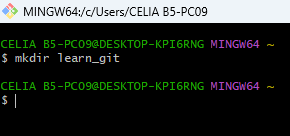 MINGW64:/c/Users/CELIA B5-PC09
CELIA B5-PC09@DESKTOP-KPI6RNG MINGW64 ~
$ mkdir learn_git
CELIA B5-PC09@DESKTOP-KPI6RNG MINGW64 ~
$